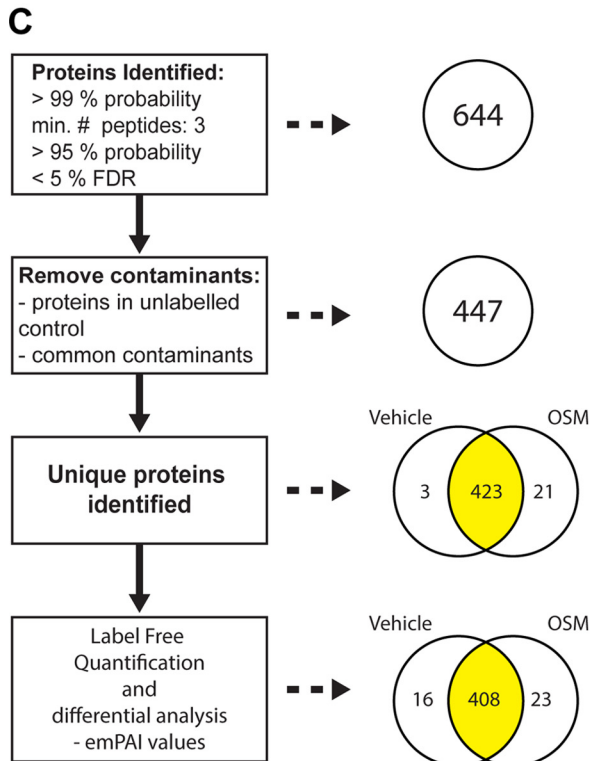 C
Proteins Identified:
> 99 % probability
min. # peptides: 3
> 95 % probability
< 5 % FDR
644
Remove contaminants:
- proteins in unlabelled
control
- common contaminants
447
Unique proteins
identified
Vehicle
OSM
3
423
21
Label Free
Quantification
and
differential analysis
- emPAI values
Vehicle
OSM
16
408
23